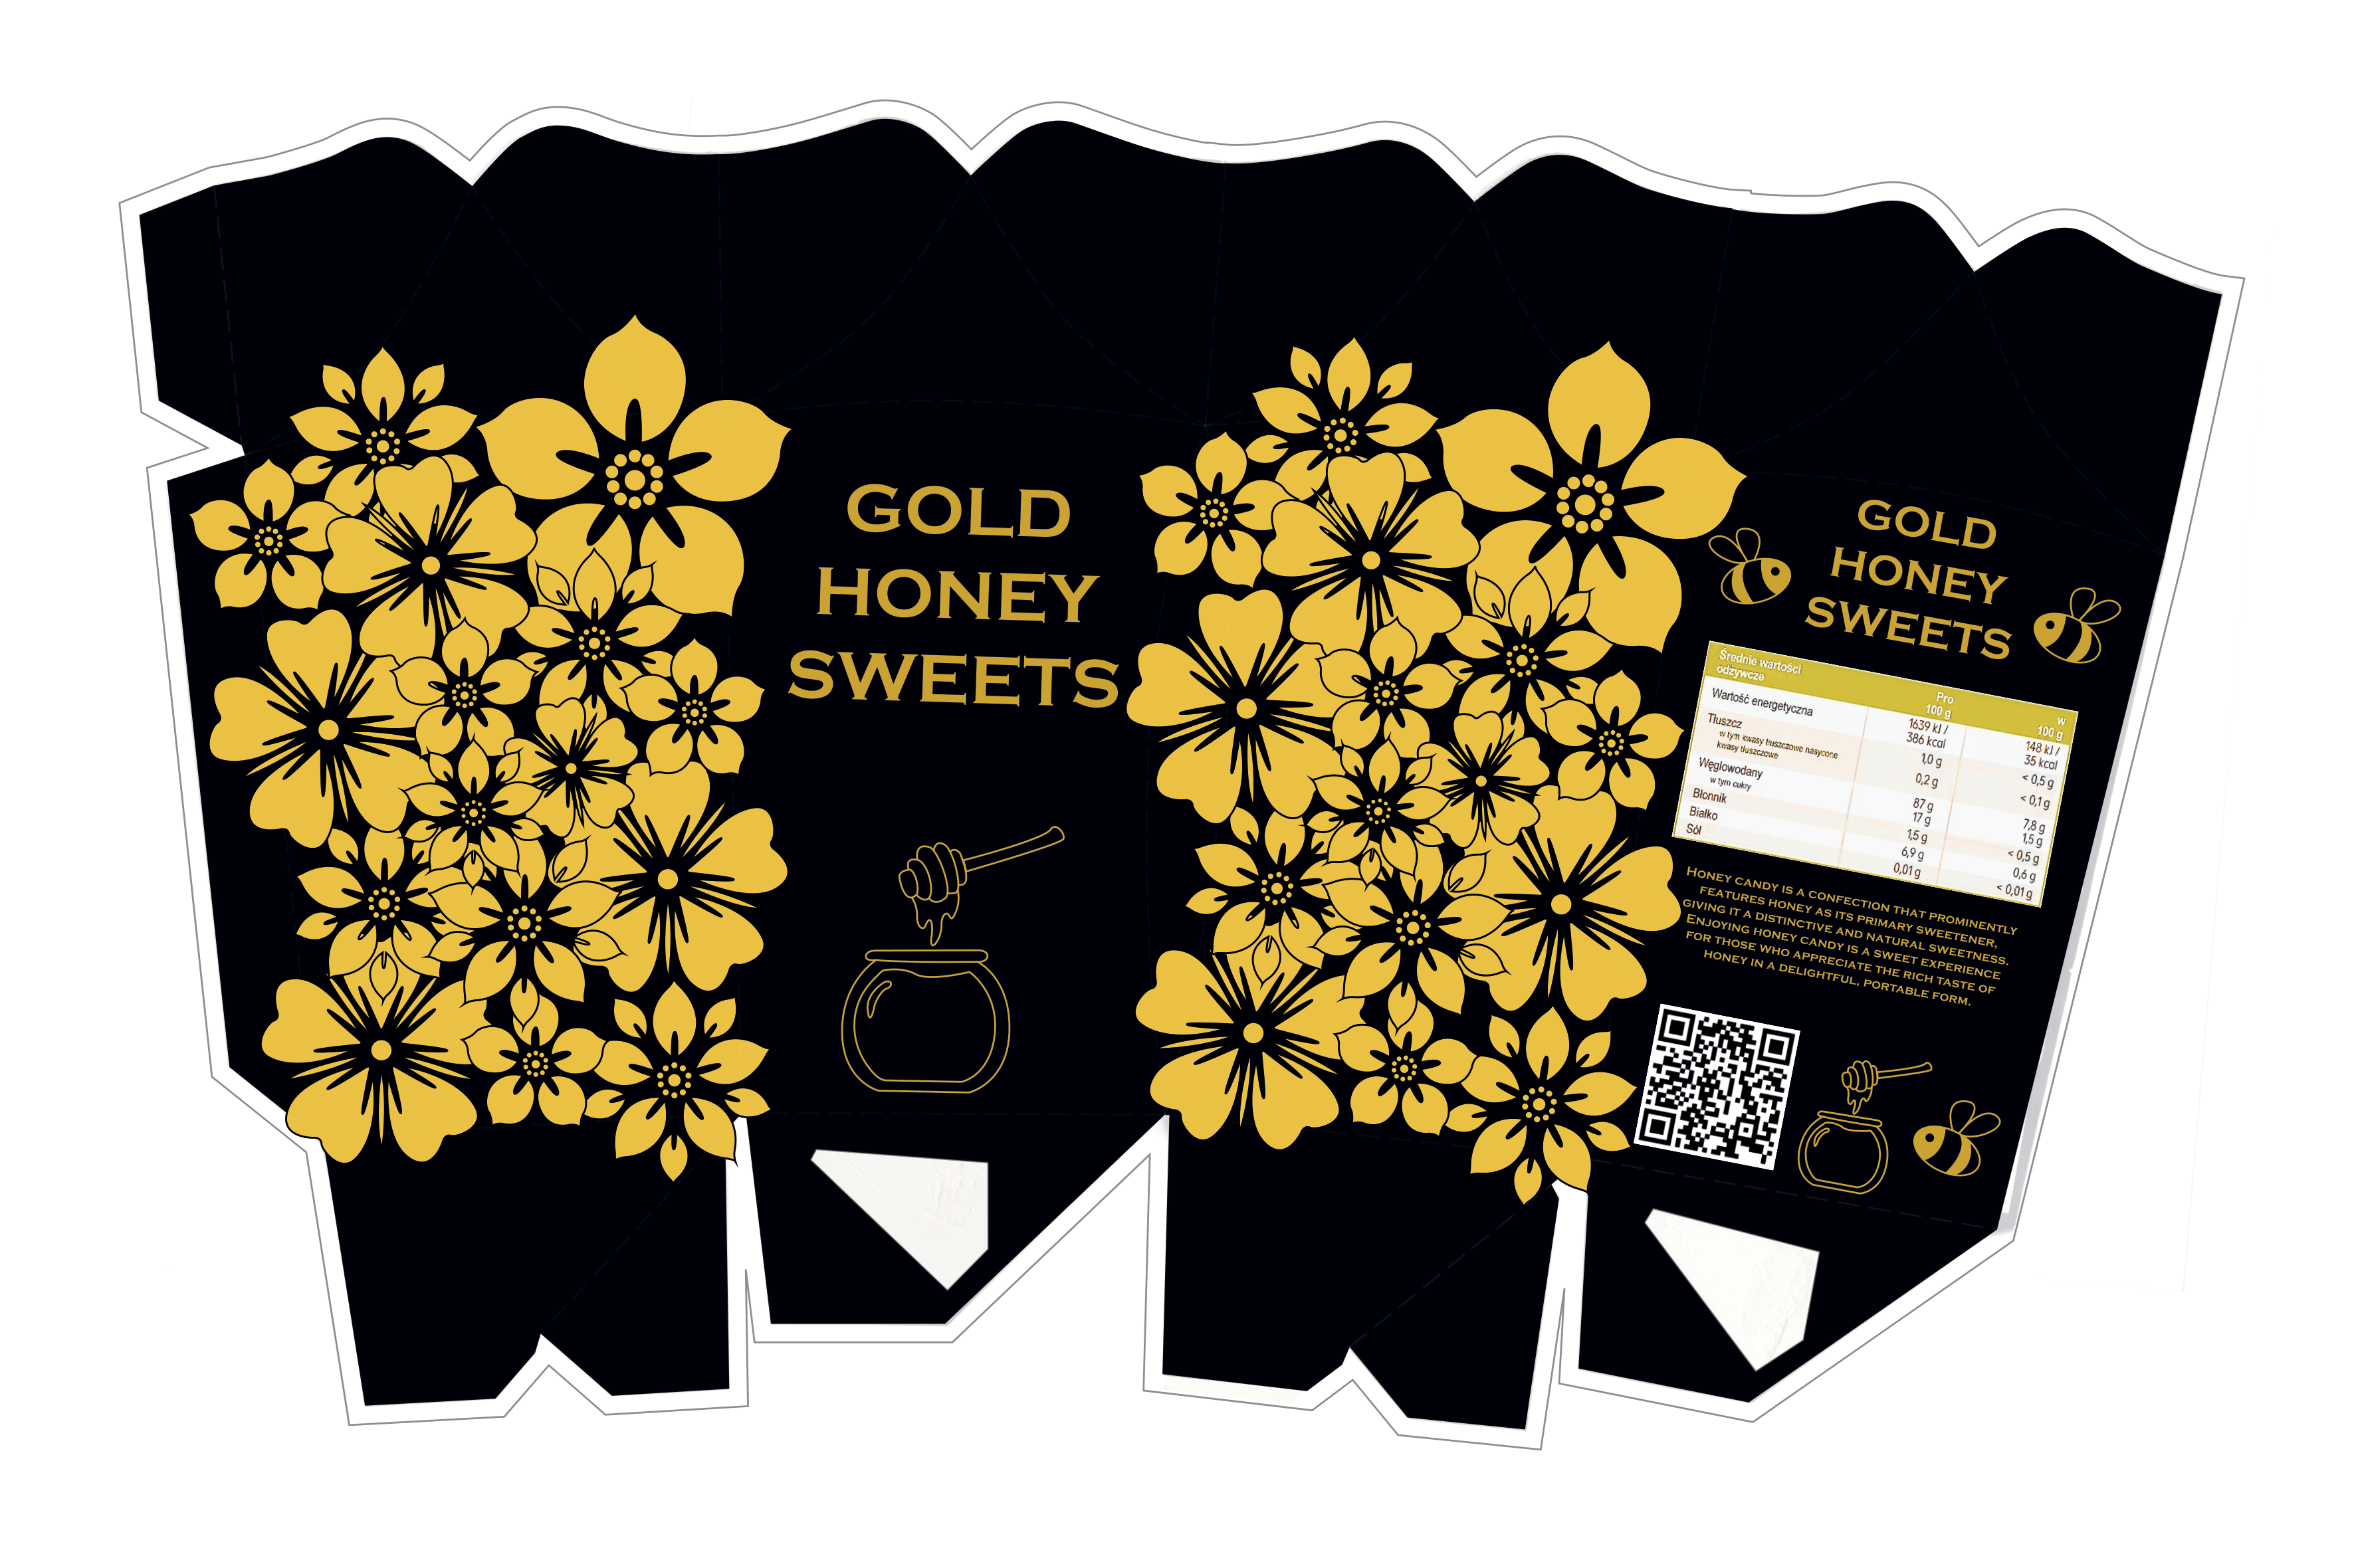 GOLD
HONEY
SWEETS
GOLD
HONEY
SWEETS
Średnie wartości
odżywcze
Pro
100 g
w
100 g
Wartość energetyczna
1639 kJ /
386 kcal
148 kJ /
35 kcal
Tłuszcz
1,0 g
< 0,5 g
w tym kwasy tłuszczowe nasycone
kwasy tłuszczowe
0,2 g
< 0,1 g
Węglowodany
87 g
7,8 g
w tym cukry
17 g
1,5 g
Błonnik
1,5 g
< 0,5 g
Białko
6,9 g
0,6 g
Sól
0,01 g
< 0,01 g
Honey candy is a confection that prominently
features honey as its primary sweetener,
giving it a distinctive and natural sweetness.
Enjoying honey candy is a sweet experience
for those who appreciate the rich taste of
honey in a delightful, portable form.